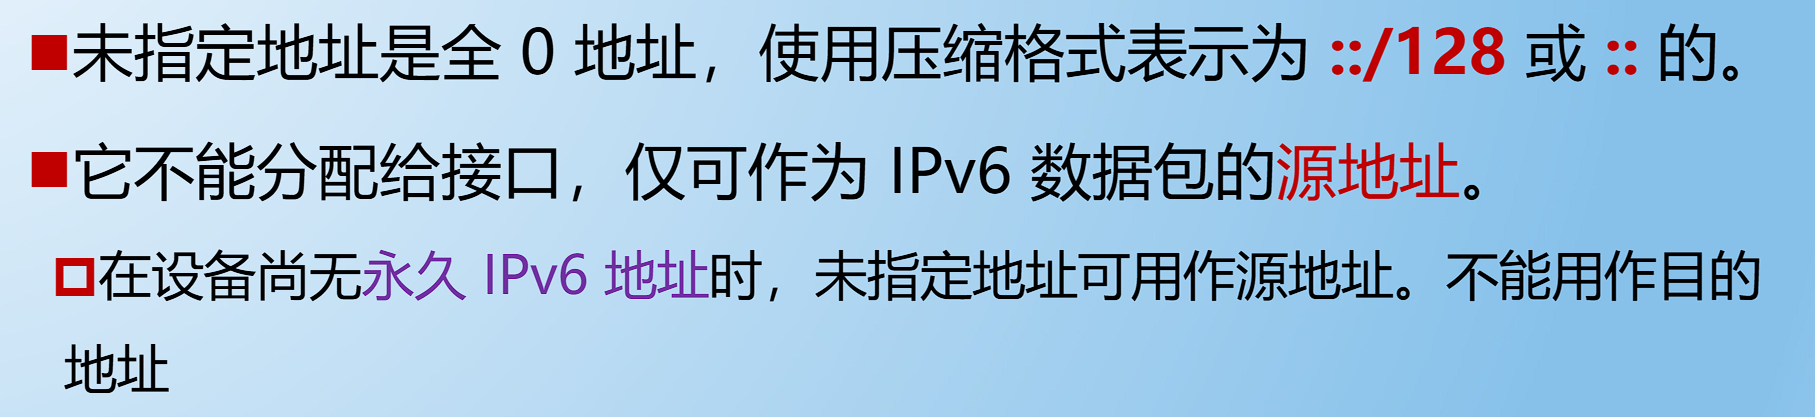 ■未指定地址是全 0 地址，使用压缩格式表示为 ::/128 或 :: 的。
■它不能分配给接口，仅可作为 IPv6 数据包的源地址。
□在设备尚无永久 IPv6 地址时，未指定地址可用作源地址。不能用作目的
地址